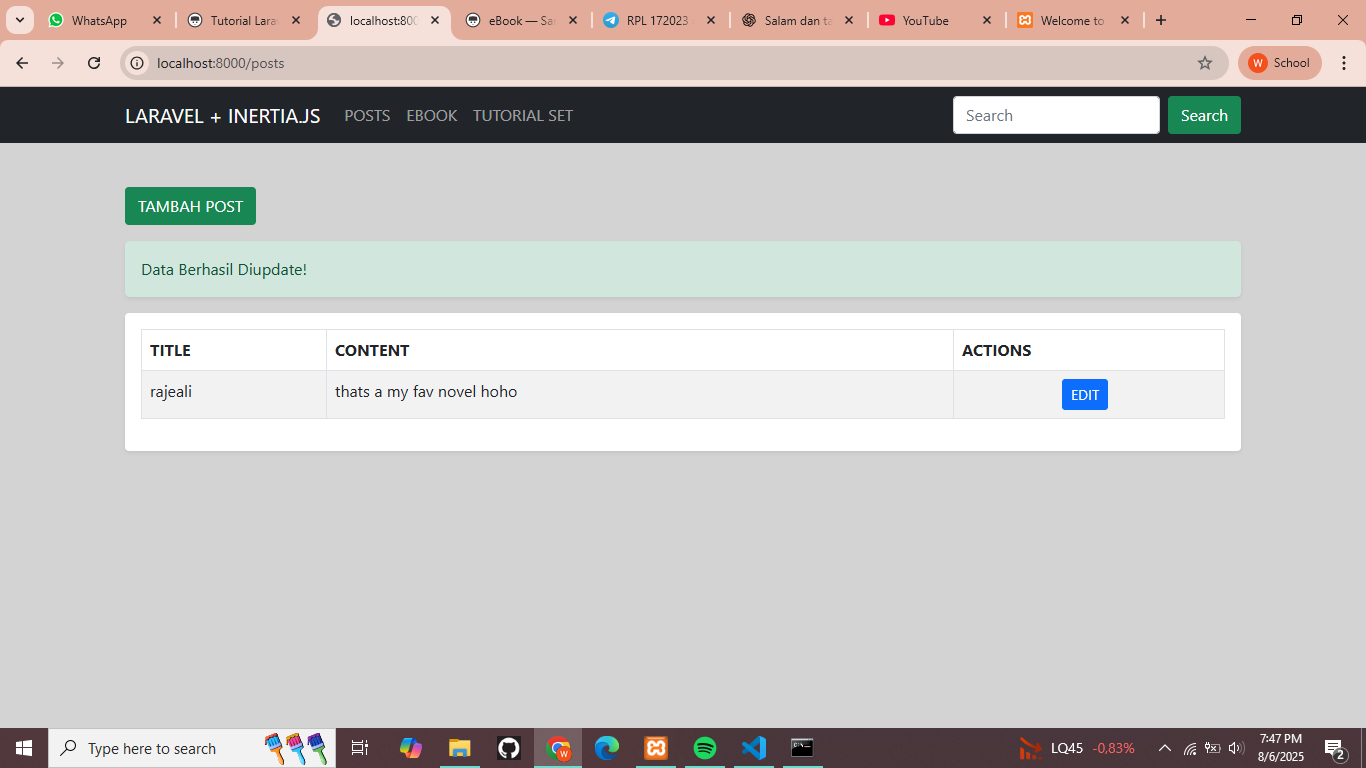 WhatsApp
Tutorial Larav
localhost:800
eBook — Sa
RPL 172023
Salam dan ta
YouTube
Welcome to
localhost:8000/posts
W School
LARAVEL + INERTIA.JS POSTS EBOOK TUTORIAL SET Search Search
TAMBAH POST
Data Berhasil Diupdate!
TITLE CONTENT ACTIONS
rajeali thats a my fav novel hoho EDIT
Type here to search
W
LQ45 -0,83%
7:47 PM
8/6/2025
2